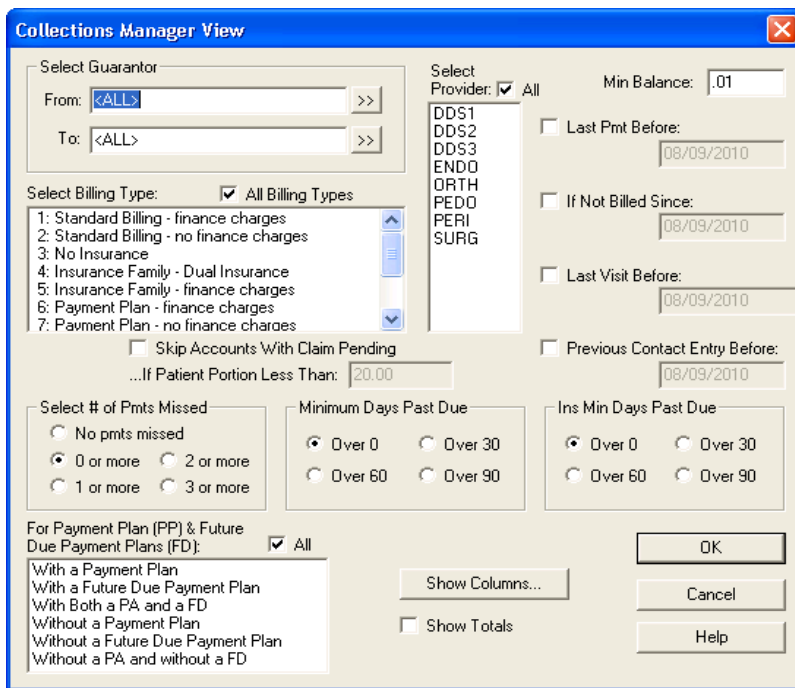 Collections Manager View
Select Guarantor
From: <ALL> >>
To: <ALL> >>
Select
Provider: All
DDS1
DDS2
DDS3
ENDO
ORTH
PEDO
PERI
SURG
Min Balance: .01
Last Pmt Before:
08/09/2010
If Not Billed Since:
08/09/2010
Last Visit Before:
08/09/2010
Previous Contact Entry Before:
08/09/2010
Select Billing Type: All Billing Types
1: Standard Billing - finance charges
2: Standard Billing - no finance charges
3: No Insurance
4: Insurance Family - Dual Insurance
5: Insurance Family - finance charges
6: Payment Plan - finance charges
7: Payment Plan - no finance charges
Skip Accounts With Claim Pending
...If Patient Portion Less Than: 20.00
Select # of Pmts Missed
No pmts missed
0 or more 2 or more
1 or more 3 or more
Minimum Days Past Due
Over 0 Over 30
Over 60 Over 90
Ins Min Days Past Due
Over 0 Over 30
Over 60 Over 90
For Payment Plan (PP) & Future
Due Payment Plans (FD): All
With a Payment Plan
With a Future Due Payment Plan
With Both a PA and a FD
Without a Payment Plan
Without a Future Due Payment Plan
Without a PA and without a FD
Show Columns...
Show Totals
OK
Cancel
Help